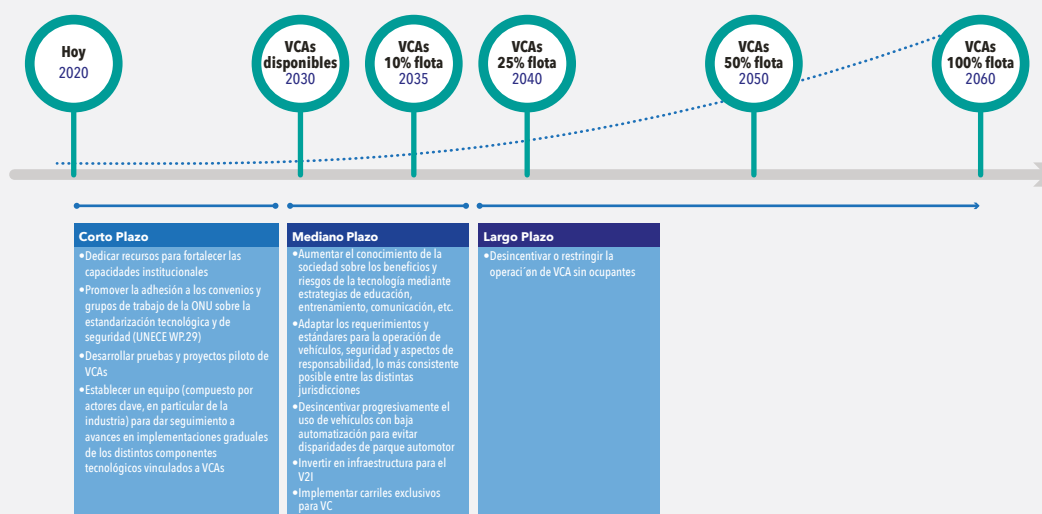 Hoy
2020
VCAs
disponibles
2030
VCAs
10% flota
2035
VCAs
25% flota
2040
VCAs
50% flota
2050
VCAs
100% flota
2060
Corto Plazo
•Dedicar recursos para fortalecer las
capacidades institucionales
•Promover la adhesión a los convenios y
grupos de trabajo de la ONU sobre la
estandarización tecnológica y de
seguridad (UNECE WP.29)
•Desarrollar pruebas y proyectos piloto de
VCAs
•Establecer un equipo (compuesto por
actores clave, en particular de la
industria) para dar seguimiento a
avances en implementaciones graduales
de los distintos componentes
tecnológicos vinculados a VCAs
Mediano Plazo
•Aumentar el conocimiento de la
sociedad sobre los beneficios y
riesgos de la tecnología mediante
estrategias de educación,
entrenamiento, comunicación, etc.
•Adaptar los requerimientos y
estándares para la operación de
vehículos, seguridad y aspectos de
responsabilidad, lo más consistente
posible entre las distintas
jurisdicciones
•Desincentivar progresivamente el
uso de vehículos con baja
automatización para evitar
disparidades de parque automotor
•Invertir en infraestructura para el
V2I
•Implementar carriles exclusivos
para VC
Largo Plazo
•Desincentivar o restringir la
operaci´on de VCA sin ocupantes